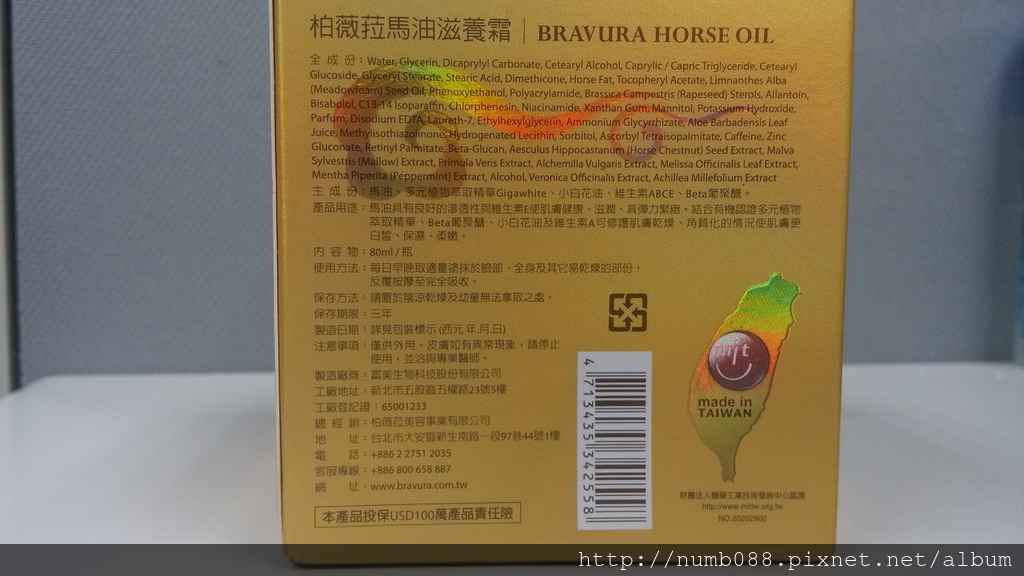 柏薇菈馬油滋養霜 | BRAVURA HORSE OIL
全 成 份：Water, Glycerin, Dicaprylyl Carbonate, Cetearyl Alcohol, Caprylic / Capric Triglyceride, Cetearyl
Glucoside, Glyceryl Stearate, Stearic Acid, Dimethicone, Horse Fat, Tocopheryl Acetate, Limnanthes Alba
(Meadowfoam) Seed Oil, Phenoxyethanol, Polyacrylamide, Brassica Campestris (Rapeseed) Sterols, Allantoin,
Bisabolol, C13-14 Isoparaffin, Chlorphenesin, Niacinamide, Xanthan Gum, Mannitol, Potassium Hydroxide,
Parfum, Disodium EDTA, Laureth-7, Ethylhexylglycerin, Ammonium Glycyrrhizate, Aloe Barbadensis Leaf
Juice, Methylisothiazolinone, Hydrogenated Lecithin, Sorbitol, Ascorbyl Tetraisopalmitate, Caffeine, Zinc
Gluconate, Retinyl Palmitate, Beta-Glucan, Aesculus Hippocastanum (Horse Chestnut) Seed Extract, Malva
Sylvestris (Mallow) Extract, Primula Veris Extract, Alchemilla Vulgaris Extract, Melissa Officinalis Leaf Extract,
Mentha Piperita (Peppermint) Extract, Alcohol, Veronica Officinalis Extract, Achillea Millefolium Extract
主 成 份：馬油、多元植物萃取精華Gigawhite、小白花油、維生素ABCE、Beta葡聚醣。
產品用途：馬油具有良好的滲透性與維生素E使肌膚健康、滋潤、具彈力緊緻。結合有機認證多元植物
萃取精華、Beta葡聚醣、小白花油及維生素A可修護肌膚乾燥、角質化的情況使肌膚更
白皙、保濕、柔嫩。
內 容 物：80ml / 瓶
使用方法：每日早晚取適量塗抹於臉部、全身及其它易乾燥的部份，
反覆按摩至完全吸收。
保存方法：請置於陰涼乾燥及幼童無法拿取之處。
保存期限：三年
製造日期：詳見包裝標示 (西元 年.月.日)
注意事項：僅供外用。皮膚如有異常現象，請停止
使用，並洽詢專業醫師。
製造廠商：富美生物科技股份有限公司
工廠地址：新北市五股區五權路23號5樓
工廠登記證：65001233
總 經 銷：柏薇菈美容事業有限公司
地 址：台北市大安區新生南路一段97巷44號1樓
電 話：+886 2 2751 2035
客服專線：+886 800 658 887
網 址：www.bravura.com.tw
本產品投保USD100萬產品責任險
4 713435 342558
mit
made in
TAIWAN
財團法人醫藥工業技術發展中心認證
http://www.mittw.org.tw
NO.20202902
http://numb088.pixnet.net/album